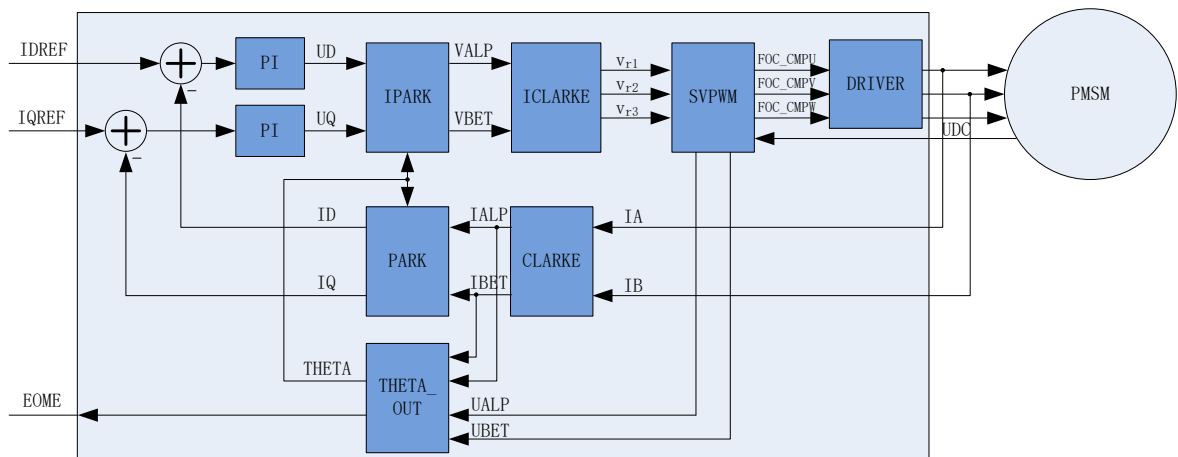 IDREF
PI
UD
IPARK
VALP
ICLARKE
Vr1
Vr2
Vr3
SVPWM
FOC_CMPU
FOC_CMPV
FOC_CMPW
DRIVER
PMSM
IQREF
PI
UQ
VBET
UDC
-
-
ID
IQ
PARK
IALP
IBET
CLARKE
IA
IB
THETA
THETA_
OUT
UALP
UBET
EOME